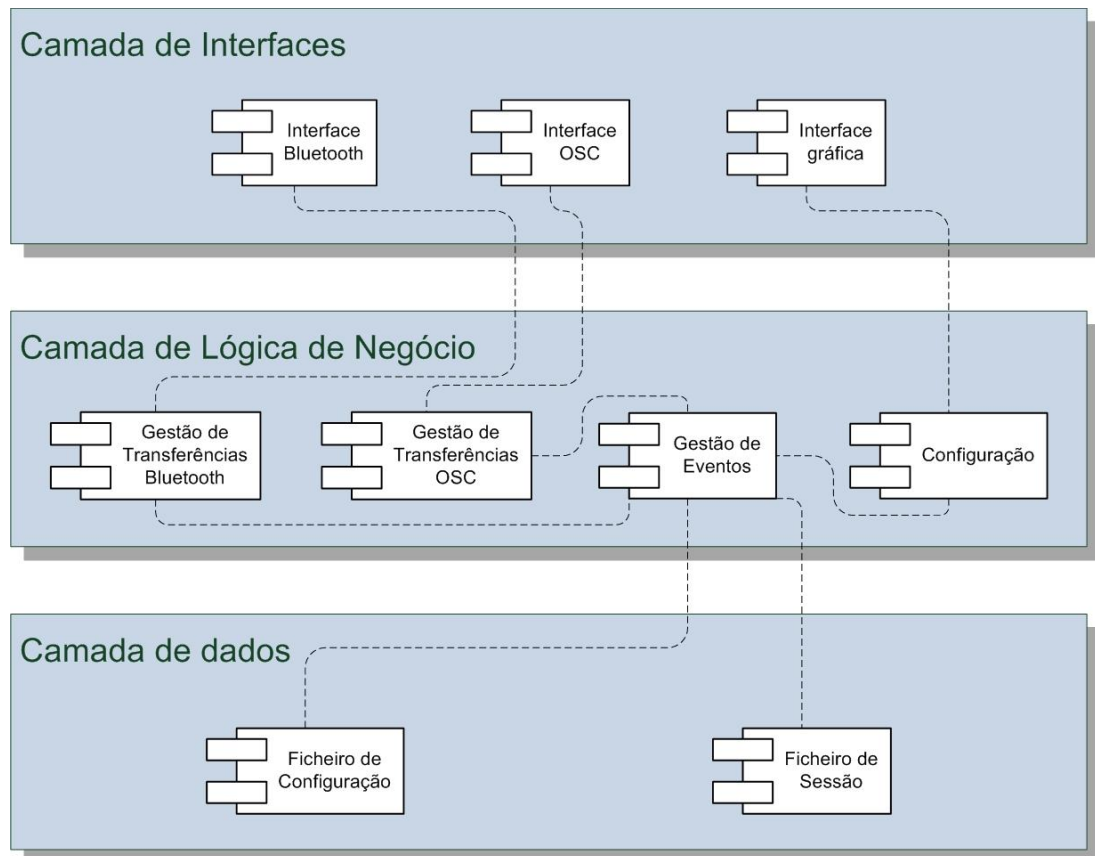 Camada de Interfaces
Interface
Bluetooth
Interface
OSC
Interface
gráfica
Camada de Lógica de Negócio
Gestão de
Transferências
Bluetooth
Gestão de
Transferências
OSC
Gestão de
Eventos
Configuração
Camada de dados
Ficheiro de
Configuração
Ficheiro de
Sessão